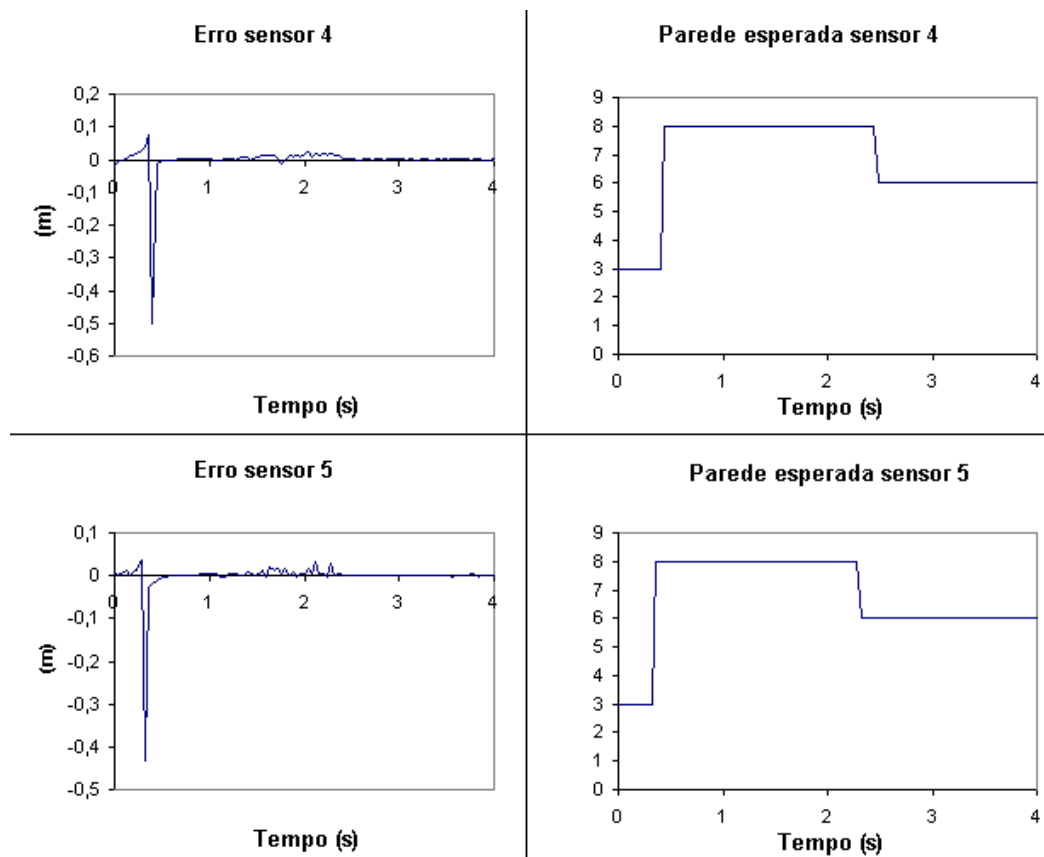 Erro sensor 4
0,2
0,1
0
-0,1
-0,2
-0,3
-0,4
-0,5
-0,6
(m)
0 1 2 3 4
Tempo (s)
Parede esperada sensor 4
9
8
7
6
5
4
3
2
1
0
0 1 2 3 4
Tempo (s)
Erro sensor 5
0,1
0
-0,1
-0,2
-0,3
-0,4
-0,5
(m)
0 1 2 3 4
Tempo (s)
Parede esperada sensor 5
9
8
7
6
5
4
3
2
1
0
0 1 2 3 4
Tempo (s)